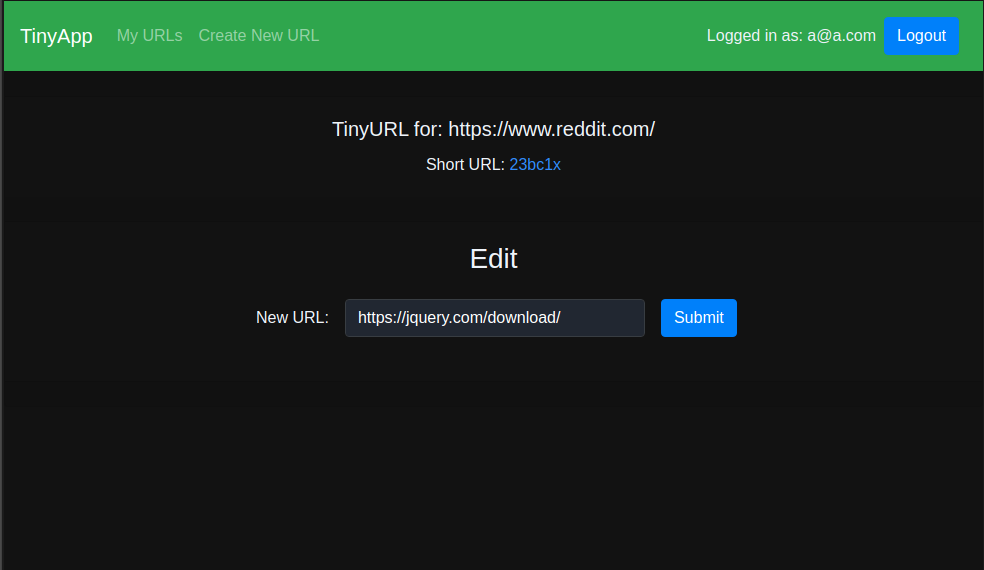 TinyApp My URLs Create New URL Logged in as: a@a.com Logout
TinyURL for: https://www.reddit.com/
Short URL: 23bc1x
Edit
New URL: https://jquery.com/download/ Submit